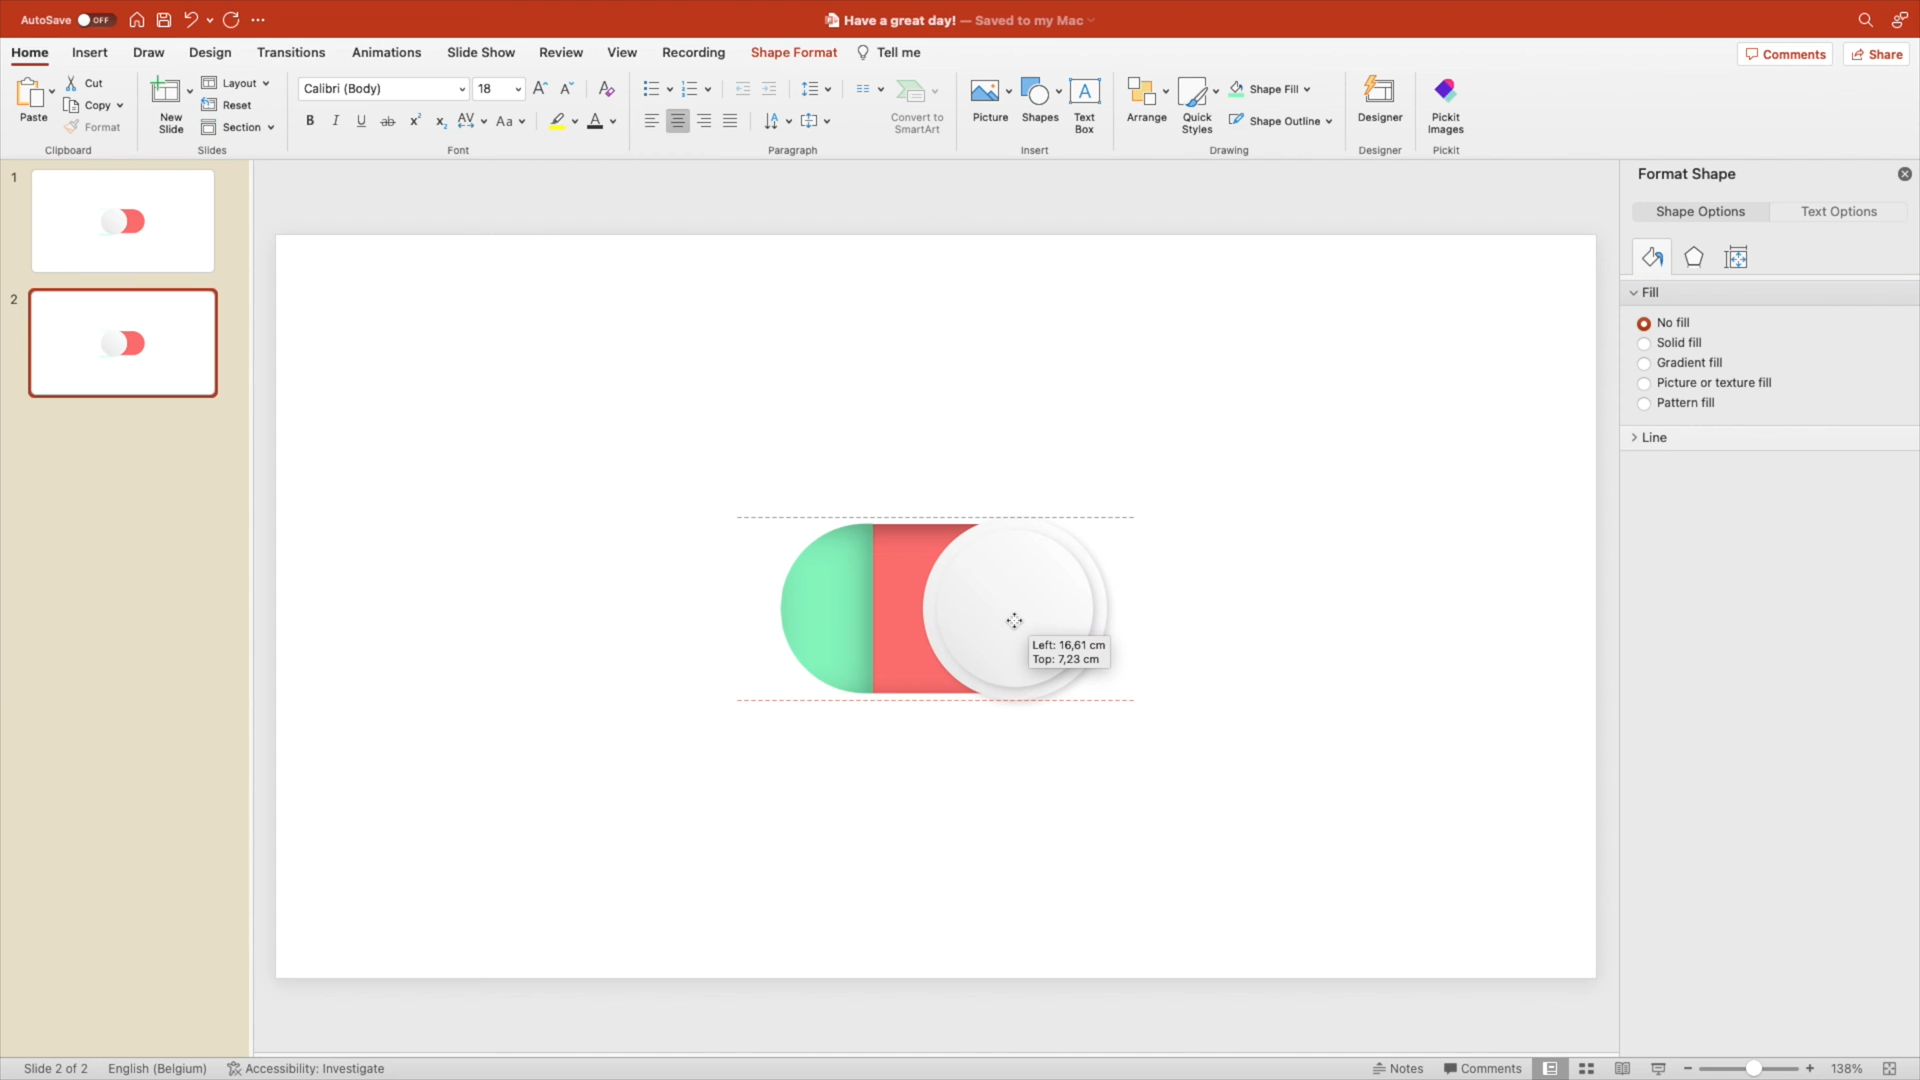 AutoSave OFF
Have a great day! — Saved to my Mac
Home Insert Draw Design Transitions Animations Slide Show Review View Recording Shape Format Tell me
Comments Share
Paste
Cut
Copy
Format
Clipboard
New
Slide
Layout
Reset
Section
Slides
Calibri (Body) 18
B I U ab x² x₂ AV Aa A
Font
Convert to
SmartArt
Paragraph
Picture
Shapes
Text
Box
Insert
Arrange
Quick
Styles
Shape Fill
Shape Outline
Drawing
Designer
Designer
Pickit
Images
Pickit
1
2
Left: 16,61 cm
Top: 7,23 cm
Format Shape
Shape Options Text Options
Fill
No fill
Solid fill
Gradient fill
Picture or texture fill
Pattern fill
Line
Slide 2 of 2 English (Belgium) Accessibility: Investigate
Notes Comments 138%